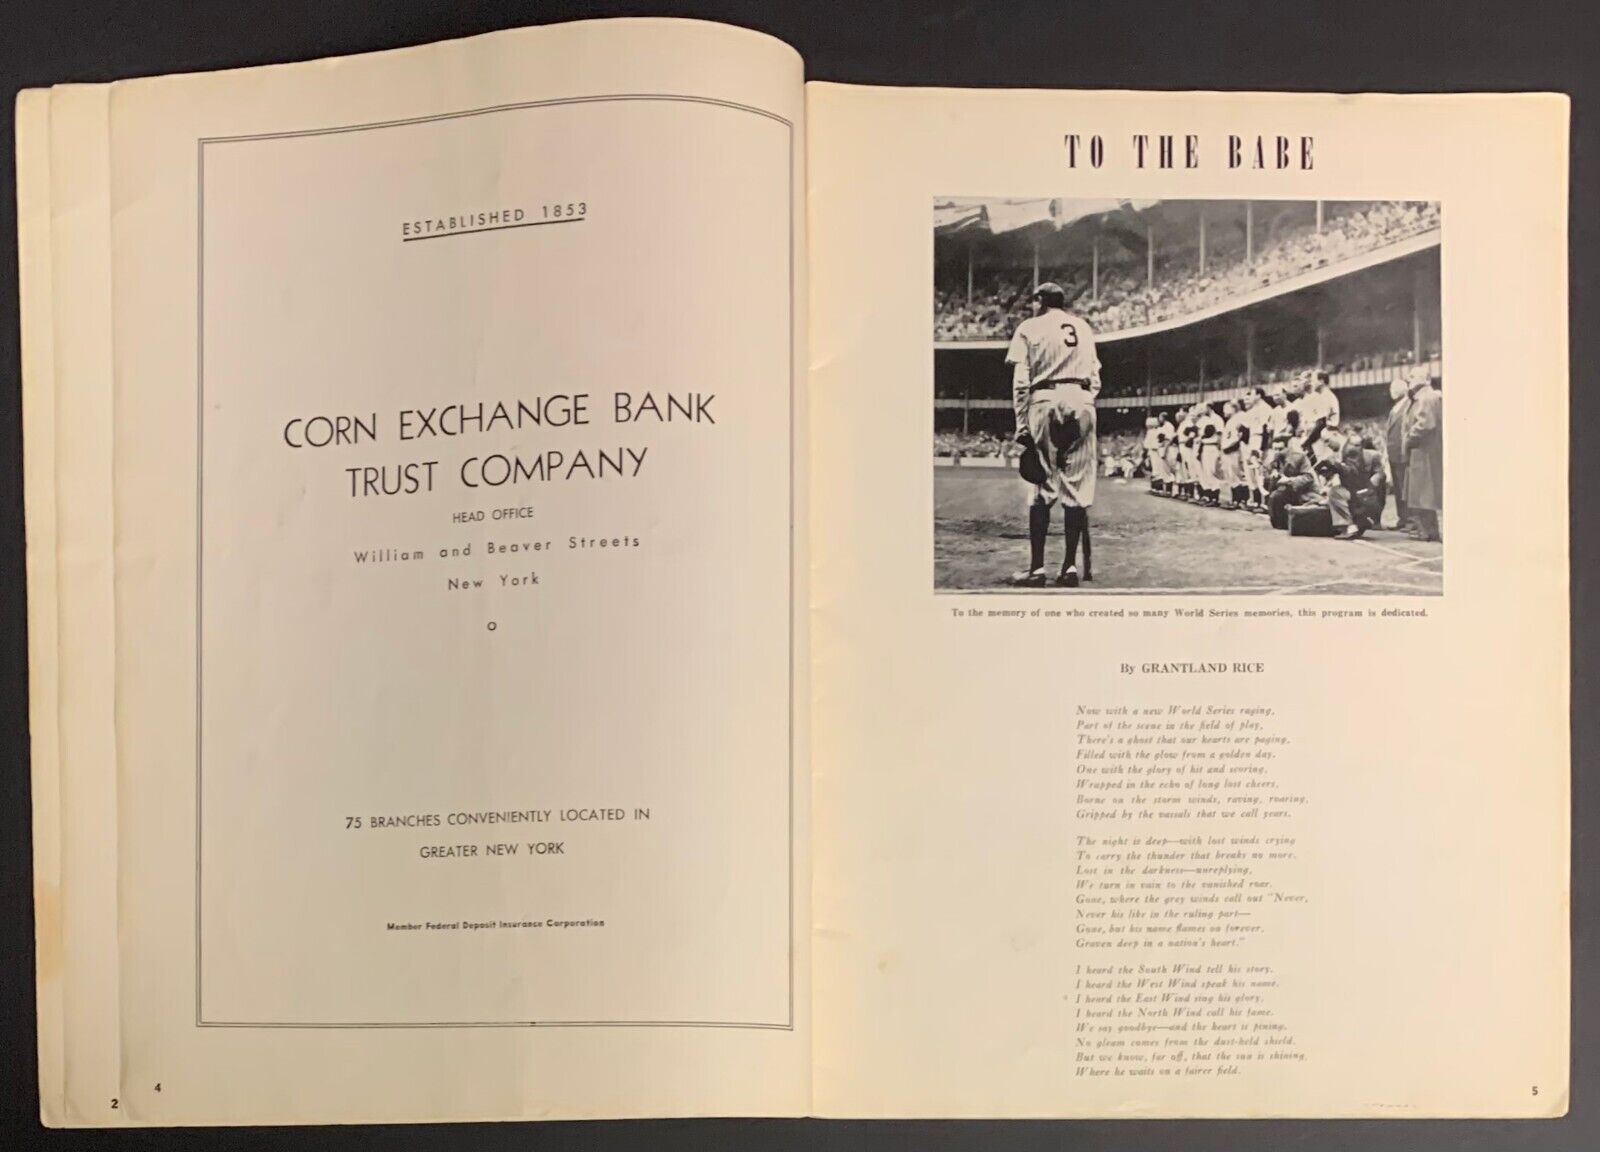 ESTABLISHED 1853
CORN EXCHANGE BANK
TRUST COMPANY
HEAD OFFICE
William and Beaver Streets
New York
75 BRANCHES CONVENIENTLY LOCATED IN
GREATER NEW YORK
Member Federal Deposit Insurance Corporation
4
2
TO THE BABE
3
To the memory of one who created so many World Series memories, this program is dedicated.
By GRANTLAND RICE
Now with a new World Series raging,
Part of the scene in the field of play,
There's a ghost that our hearts are paging,
Filled with the glow from a golden day.
One with the glory of hit and scoring,
Wrapped in the echo of long lost cheers,
Borne on the storm winds, raving, roaring,
Gripped by the vassals that we call years.
The night is deep—with lost winds crying
To carry the thunder that breaks no more.
Lost in the darkness—unreplying,
We turn in vain to the vanished roar.
Gone, where the grey winds call out "Never,
Never his like in the ruling part—
Gone, but his name flames on forever,
Graven deep in a nation's heart."
I heard the South Wind tell his story.
I heard the West Wind speak his name.
I heard the East Wind sing his glory.
I heard the North Wind call his fame.
We say goodbye—and the heart is pining.
No gleam comes from the dust-held shield.
But we know, far off, that the sun is shining,
Where he waits on a fairer field.
5